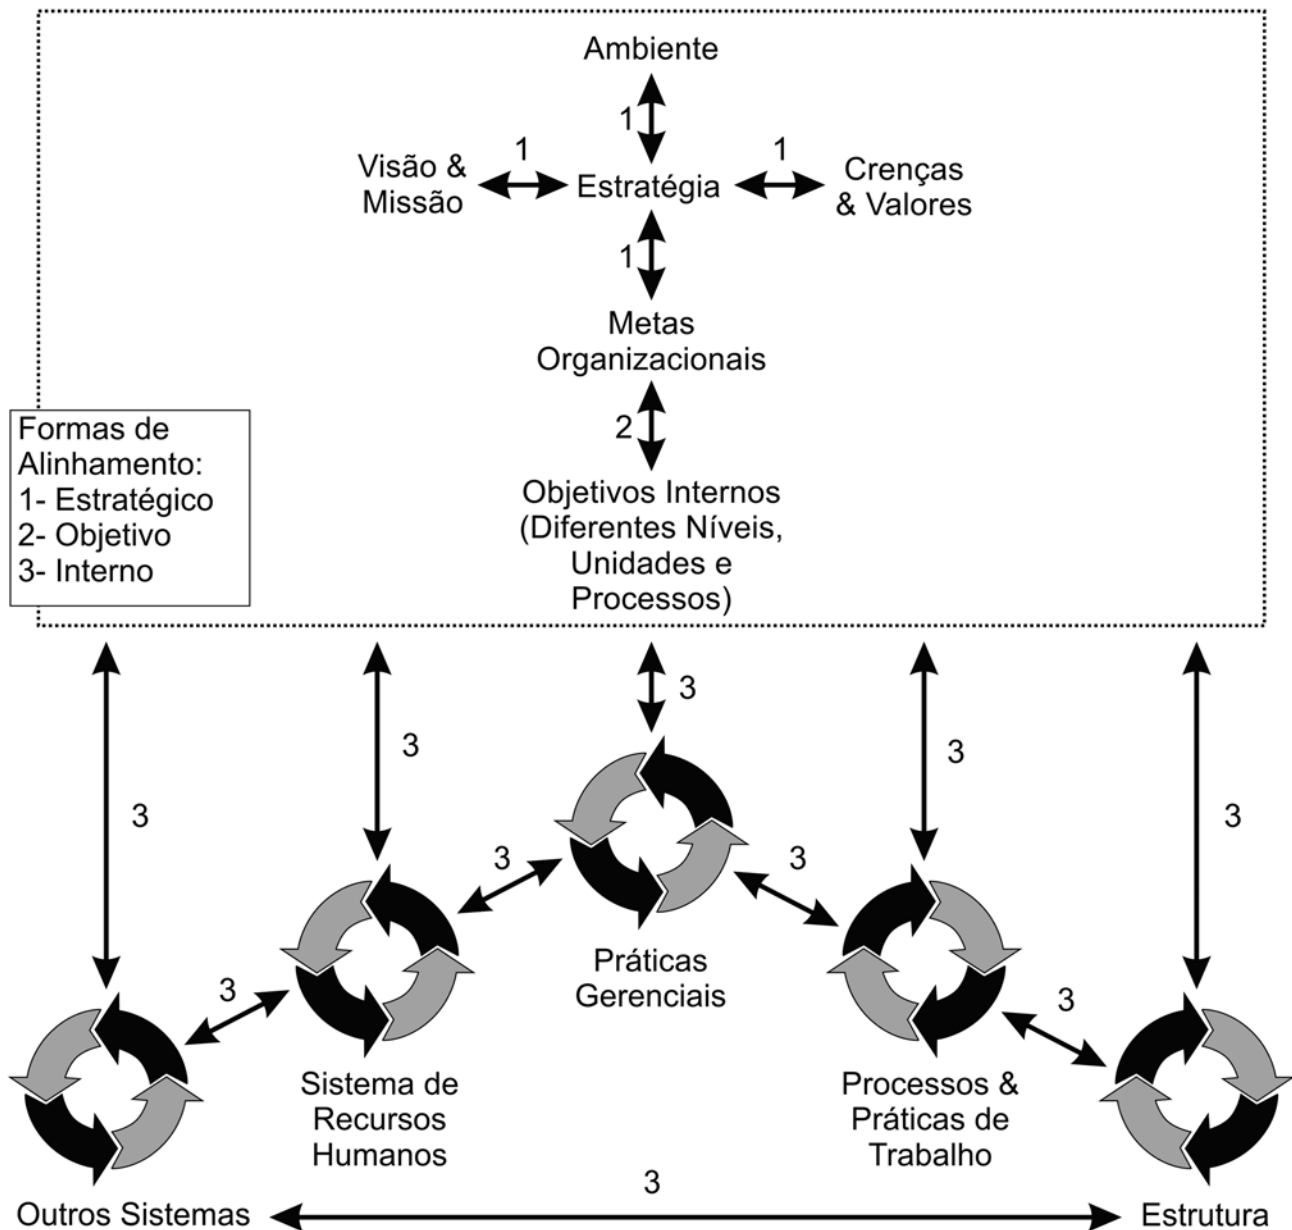 Ambiente
1
Visão &
Missão
1
Estratégia
1
Crenças
& Valores
1
Metas
Organizacionais
2
Formas de
Alinhamento:
1- Estratégico
2- Objetivo
3- Interno
Objetivos Internos
(Diferentes Níveis,
Unidades e
Processos)
3
3
3
3
3
3
3
3
3
Práticas
Gerenciais
Sistema de
Recursos
Humanos
Processos &
Práticas de
Trabalho
Outros Sistemas
3
Estrutura